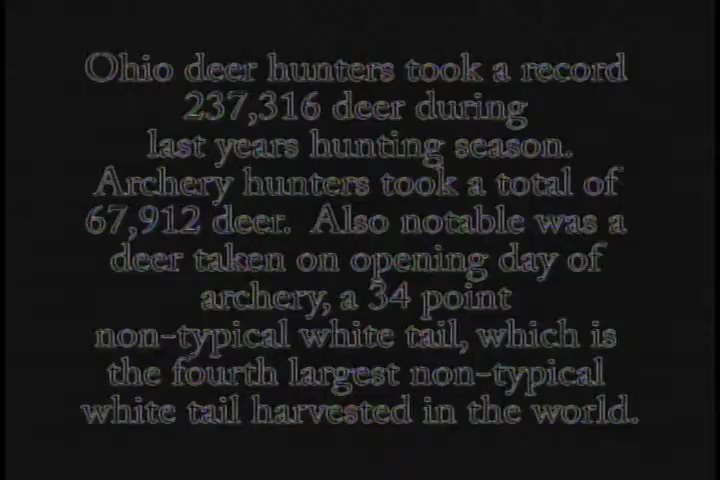 Ohio deer hunters took a record
237,316 deer during
last years hunting season.
Archery hunters took a total of
67,912 deer. Also notable was a
deer taken on opening day of
archery, a 34 point
non-typical white tail, which is
the fourth largest non-typical
white tail harvested in the world.